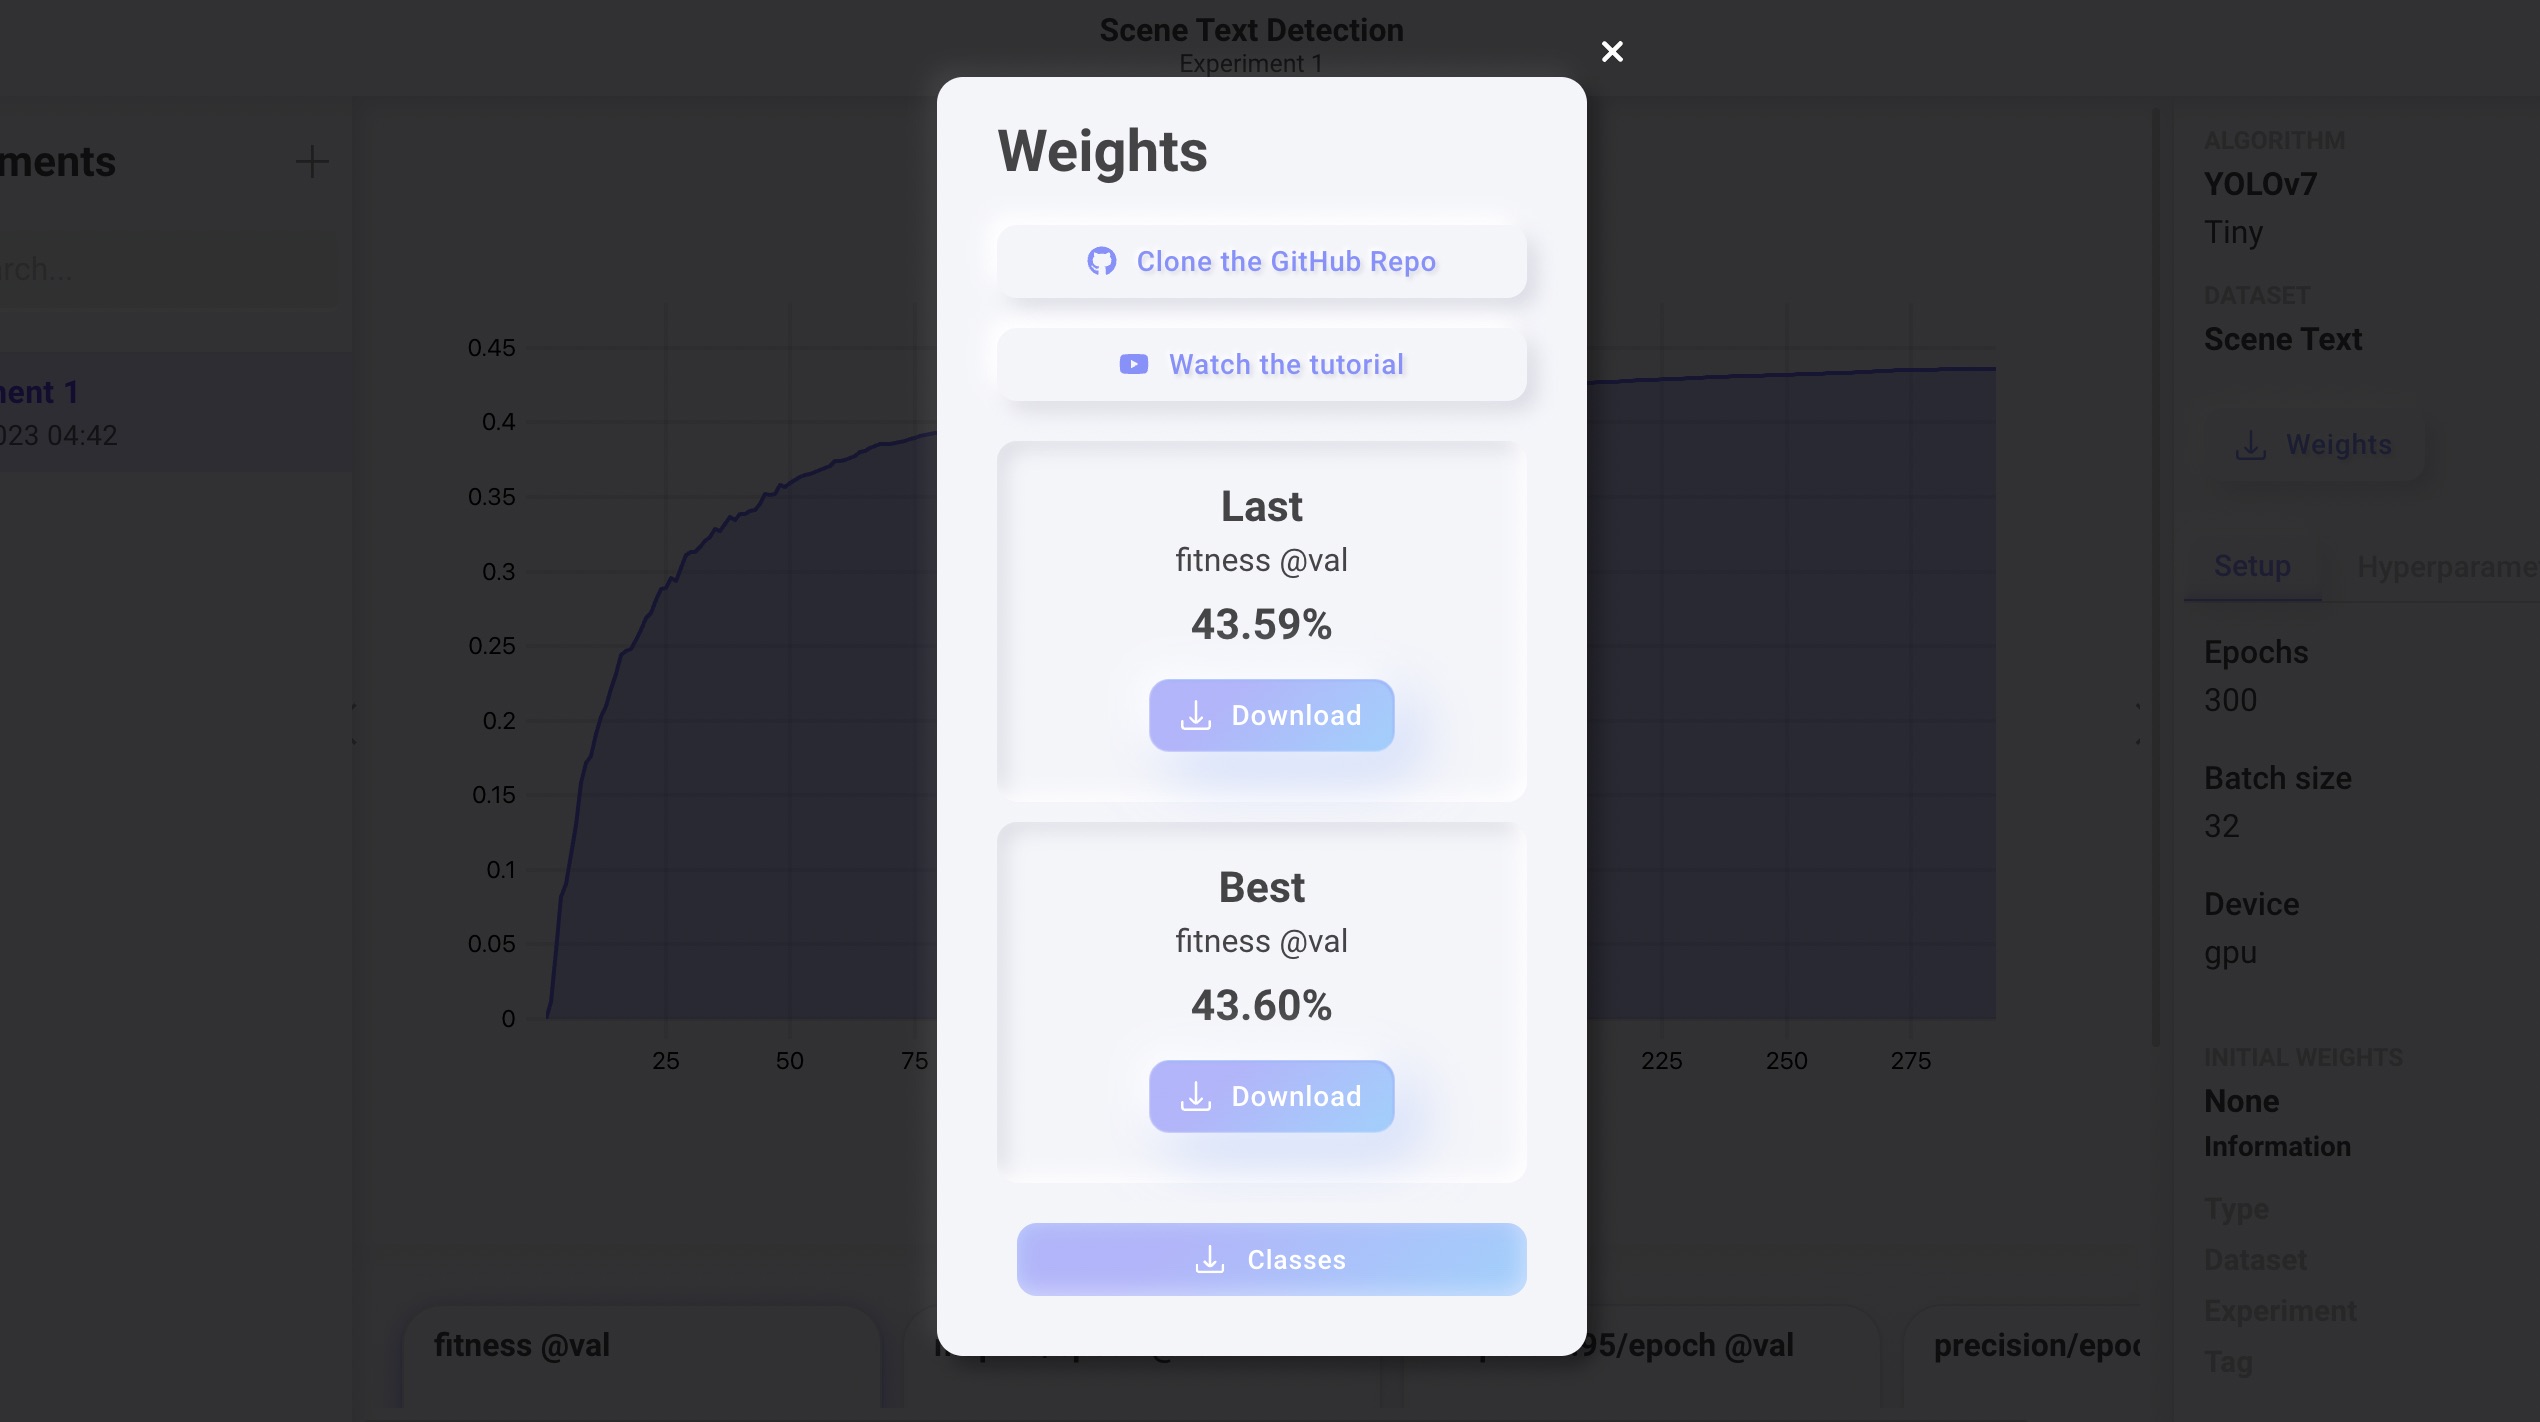 Scene Text Detection
Experiment 1
ments
rch...
ent 1
023 04:42
0.45
0.4
0.35
0.3
0.25
0.2
0.15
0.1
0.05
0
25
50
75
225
250
275
Weights
Clone the GitHub Repo
Watch the tutorial
Last
fitness @val
43.59%
Download
Best
fitness @val
43.60%
Download
Classes
fitness @val
95/epoch @val
precision/epoc
ALGORITHM
YOLOv7
Tiny
DATASET
Scene Text
Weights
Setup
Hyperparame
Epochs
300
Batch size
32
Device
gpu
INITIAL WEIGHTS
None
Information
Type
Dataset
Experiment
Tag